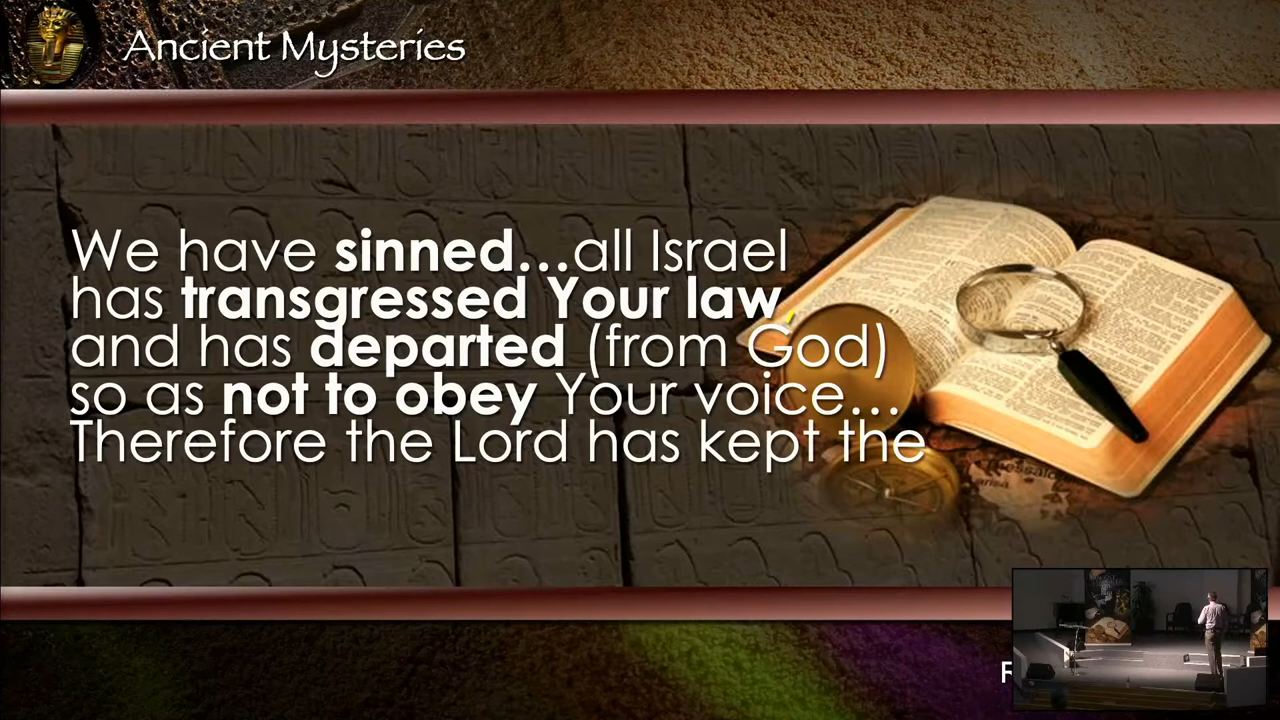 Ancient Mysteries
We have sinned...all Israel
has transgressed Your law,
and has departed (from God)
so as not to obey Your voice...
Therefore the Lord has kept the